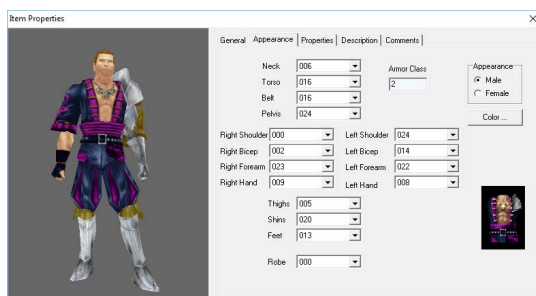 Item Properties
General Appearance Properties Description Comments
Neck 006
Torso 016
Belt 016
Pelvis 024
Armor Class
2
Appearance
Male
Female
Color ...
Right Shoulder 000 Left Shoulder 024
Right Bicep 002 Left Bicep 014
Right Forearm 023 Left Forearm 022
Right Hand 009 Left Hand 008
Thighs 005
Shins 020
Feet 013
Robe 000